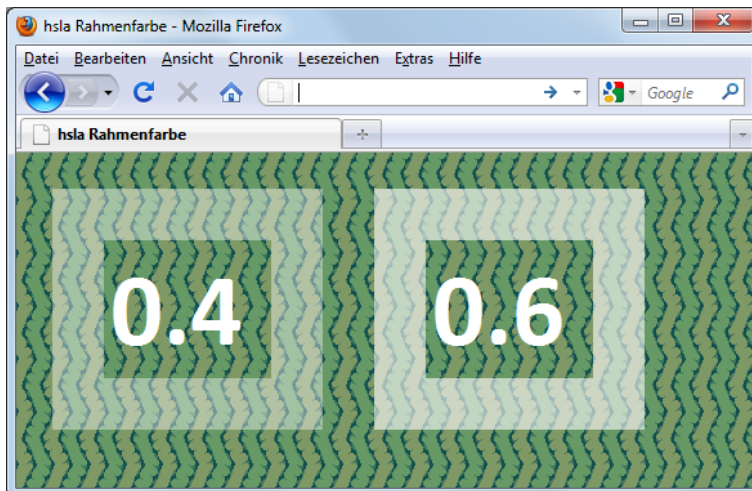 hsla Rahmenfarbe - Mozilla Firefox
Datei Bearbeiten Ansicht Chronik Lesezeichen Extras Hilfe
Google
hsla Rahmenfarbe
0.4 0.6